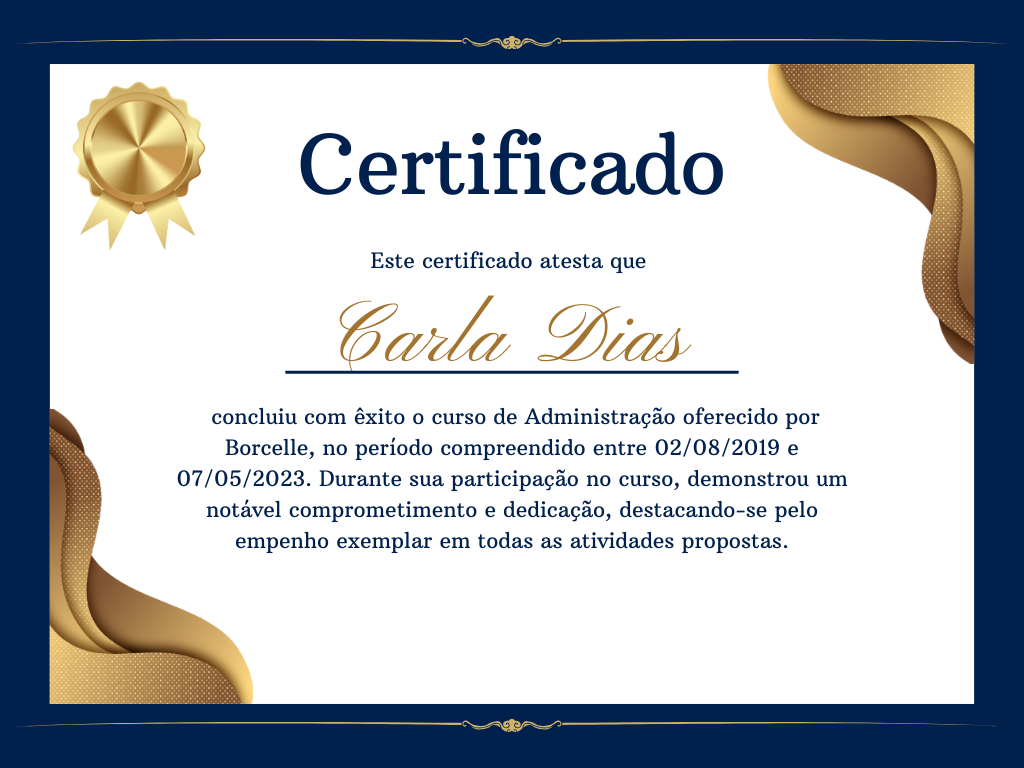 Certificado
Este certificado atesta que
Carla Dias
concluiu com êxito o curso de Administração oferecido por
Borcelle, no período compreendido entre 02/08/2019 e
07/05/2023. Durante sua participação no curso, demonstrou um
notável comprometimento e dedicação, destacando-se pelo
empenho exemplar em todas as atividades propostas.